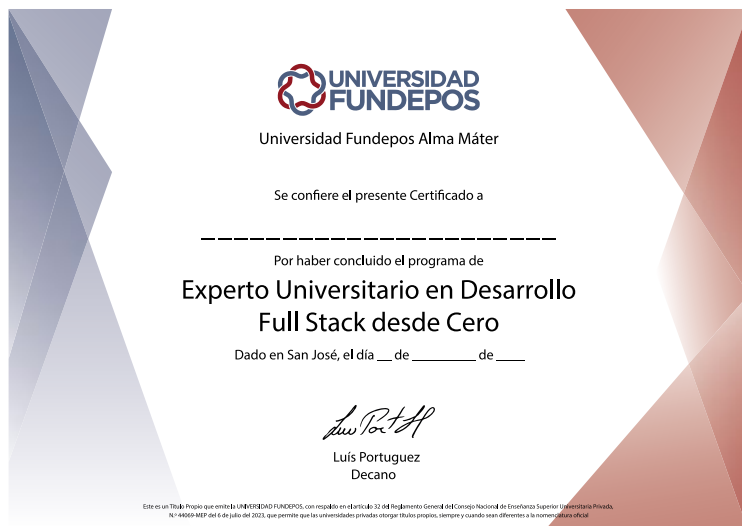 UNIVERSIDAD
FUNDEPOS
Universidad Fundepos Alma Máter
Se confiere el presente Certificado a
_______________________
Por haber concluido el programa de
Experto Universitario en Desarrollo
Full Stack desde Cero
Dado en San José, el día __ de ________ de ____
Luís Portuguez
Decano
Este es un Título Propio que emite la UNIVERSIDAD FUNDEPOS, con respaldo en el artículo 32 del Reglamento General del Consejo Nacional de Enseñanza Superior Universitaria Privada,
N.º 44069-MEP del 6 de julio del 2023, que permite que las universidades privadas otorgar títulos propios, siempre y cuando sean diferentes a la nomenclatura oficial